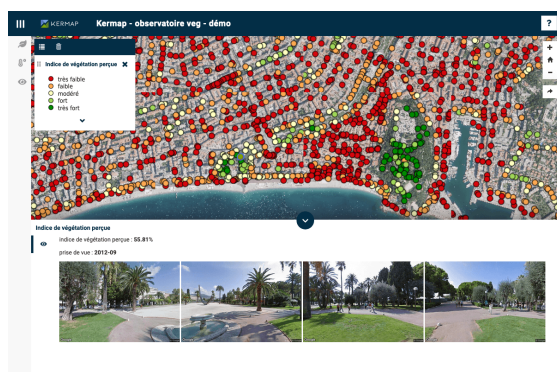 KERMAP
Kermap - observatoire veg - démo
?
Indice de végétation perçue
très faible
faible
modéré
fort
très fort
Indice de végétation perçue
indice de végétation perçue : 55.81%
prise de vue : 2012-09